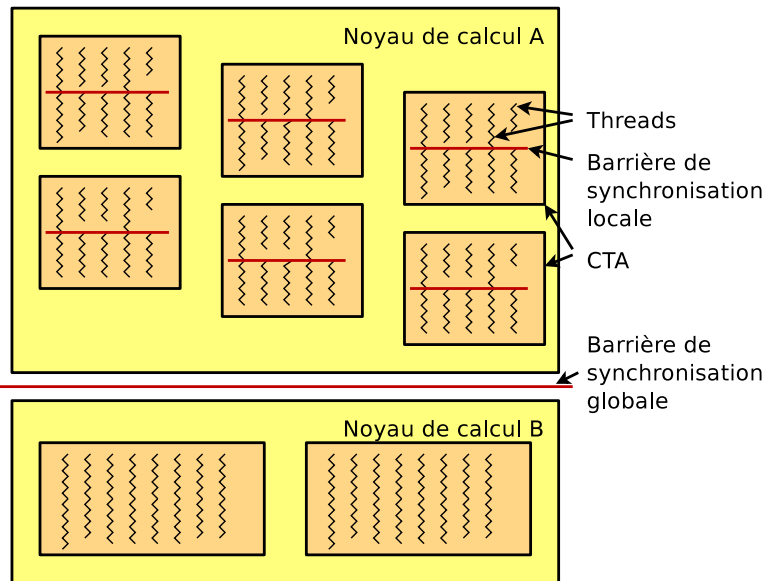 Noyau de calcul A
Threads
Barrière de
synchronisation
locale
CTA
Barrière de
synchronisation
globale
Noyau de calcul B